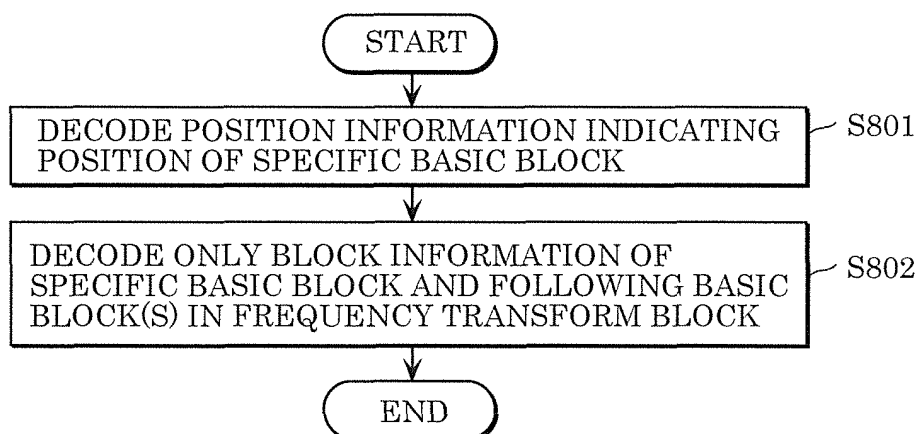 START
DECODE POSITION INFORMATION INDICATING
POSITION OF SPECIFIC BASIC BLOCK
S801
DECODE ONLY BLOCK INFORMATION OF
SPECIFIC BASIC BLOCK AND FOLLOWING BASIC
BLOCK(S) IN FREQUENCY TRANSFORM BLOCK
S802
END